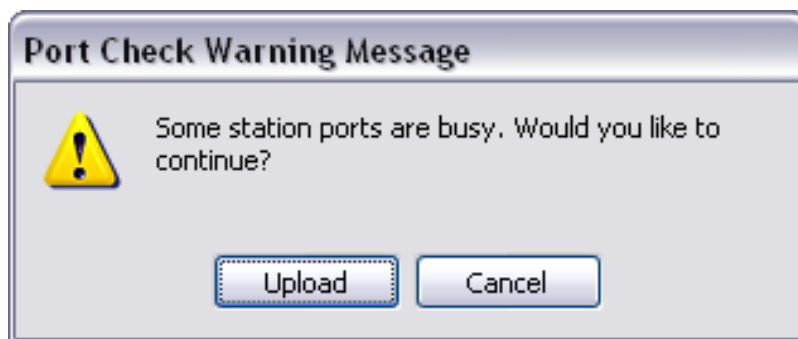 Port Check Warning Message
Some station ports are busy. Would you like to
continue?
Upload
Cancel